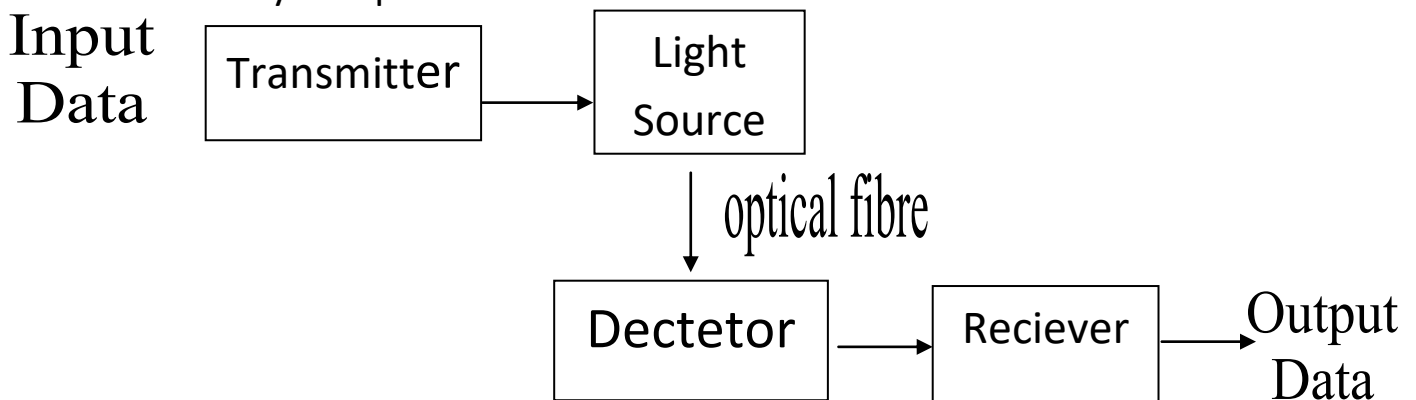 Input
Data
Transmitter
Light
Source
optical fibre
Dectetor
Reciever
Output
Data